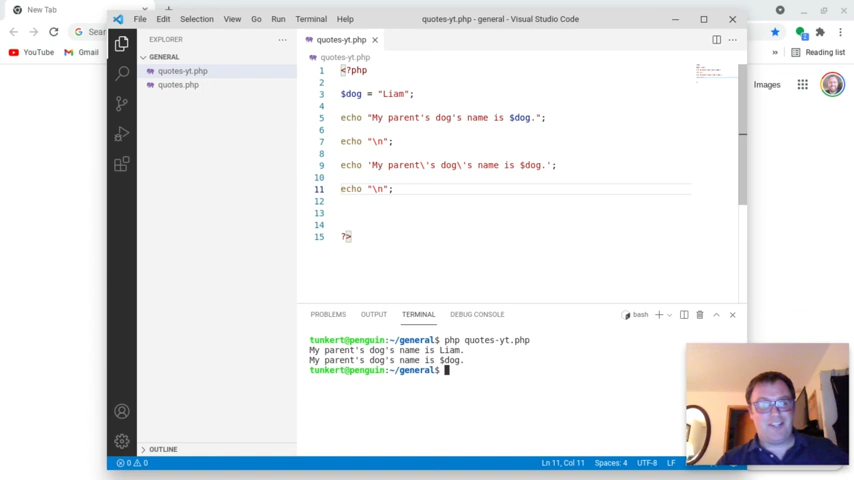 New Tab
File Edit Selection View Go Run Terminal Help
quotes-yt.php - general - Visual Studio Code
YouTube
Gmail
Reading list
Images
EXPLORER
GENERAL
quotes-yt.php
quotes.php
OUTLINE
quotes-yt.php
quotes-yt.php
1 <?php
2
3 $dog = "Liam";
4
5 echo "My parent's dog's name is $dog.";
6
7 echo "\n";
8
9 echo 'My parent\'s dog\'s name is $dog.';
10
11 echo "\n";
12
13
14
15 ?>
PROBLEMS OUTPUT TERMINAL DEBUG CONSOLE
bash
tunkert@penguin:~/general$ php quotes-yt.php
My parent's dog's name is Liam.
My parent's dog's name is $dog.
tunkert@penguin:~/general$
0 0
Ln 11, Col 11 Spaces: 4 UTF-8 LF